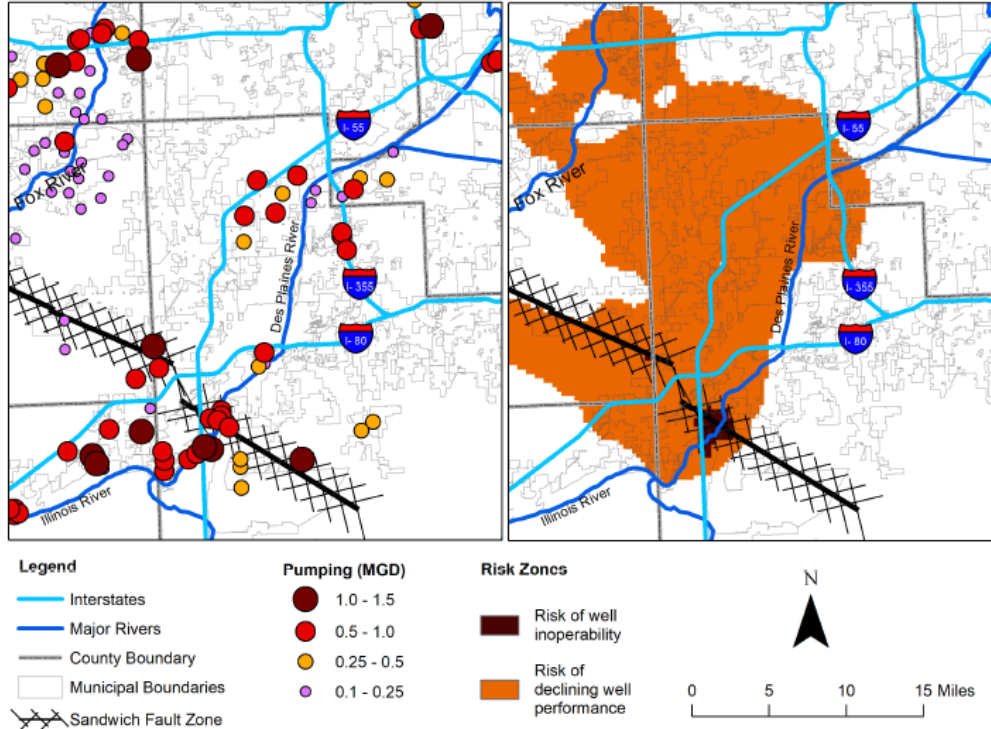 I- 55
Fox River
Des Plaines River
I- 355
I- 80
Illinois River
I- 55
Fox River
Des Plaines River
I- 355
I- 80
Illinois River
Legend
Interstates
Major Rivers
County Boundary
Municipal Boundaries
Sandwich Fault Zone
Pumping (MGD)
1.0 - 1.5
0.5 - 1.0
0.25 - 0.5
0.1 - 0.25
Risk Zones
Risk of well
inoperability
Risk of
declining well
performance
N
0 5 10 15 Miles